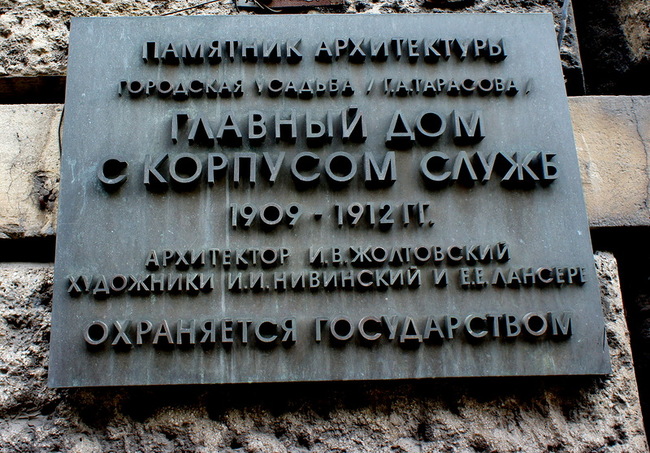 ПАМЯТНИК АРХИТЕКТУРЫ
ГОРОДСКАЯ УСАДЬБА / Г.А.ТАРАСОВА /
ГЛАВНЫЙ ДОМ
С КОРПУСОМ СЛУЖБ
1909 - 1912 ГГ.
АРХИТЕКТОР И.В.ЖОЛТОВСКИЙ
ХУДОЖНИКИ И.И.НИВИНСКИЙ И Е.Е.ЛАНСЕРЕ
ОХРАНЯЕТСЯ ГОСУДАРСТВОМ